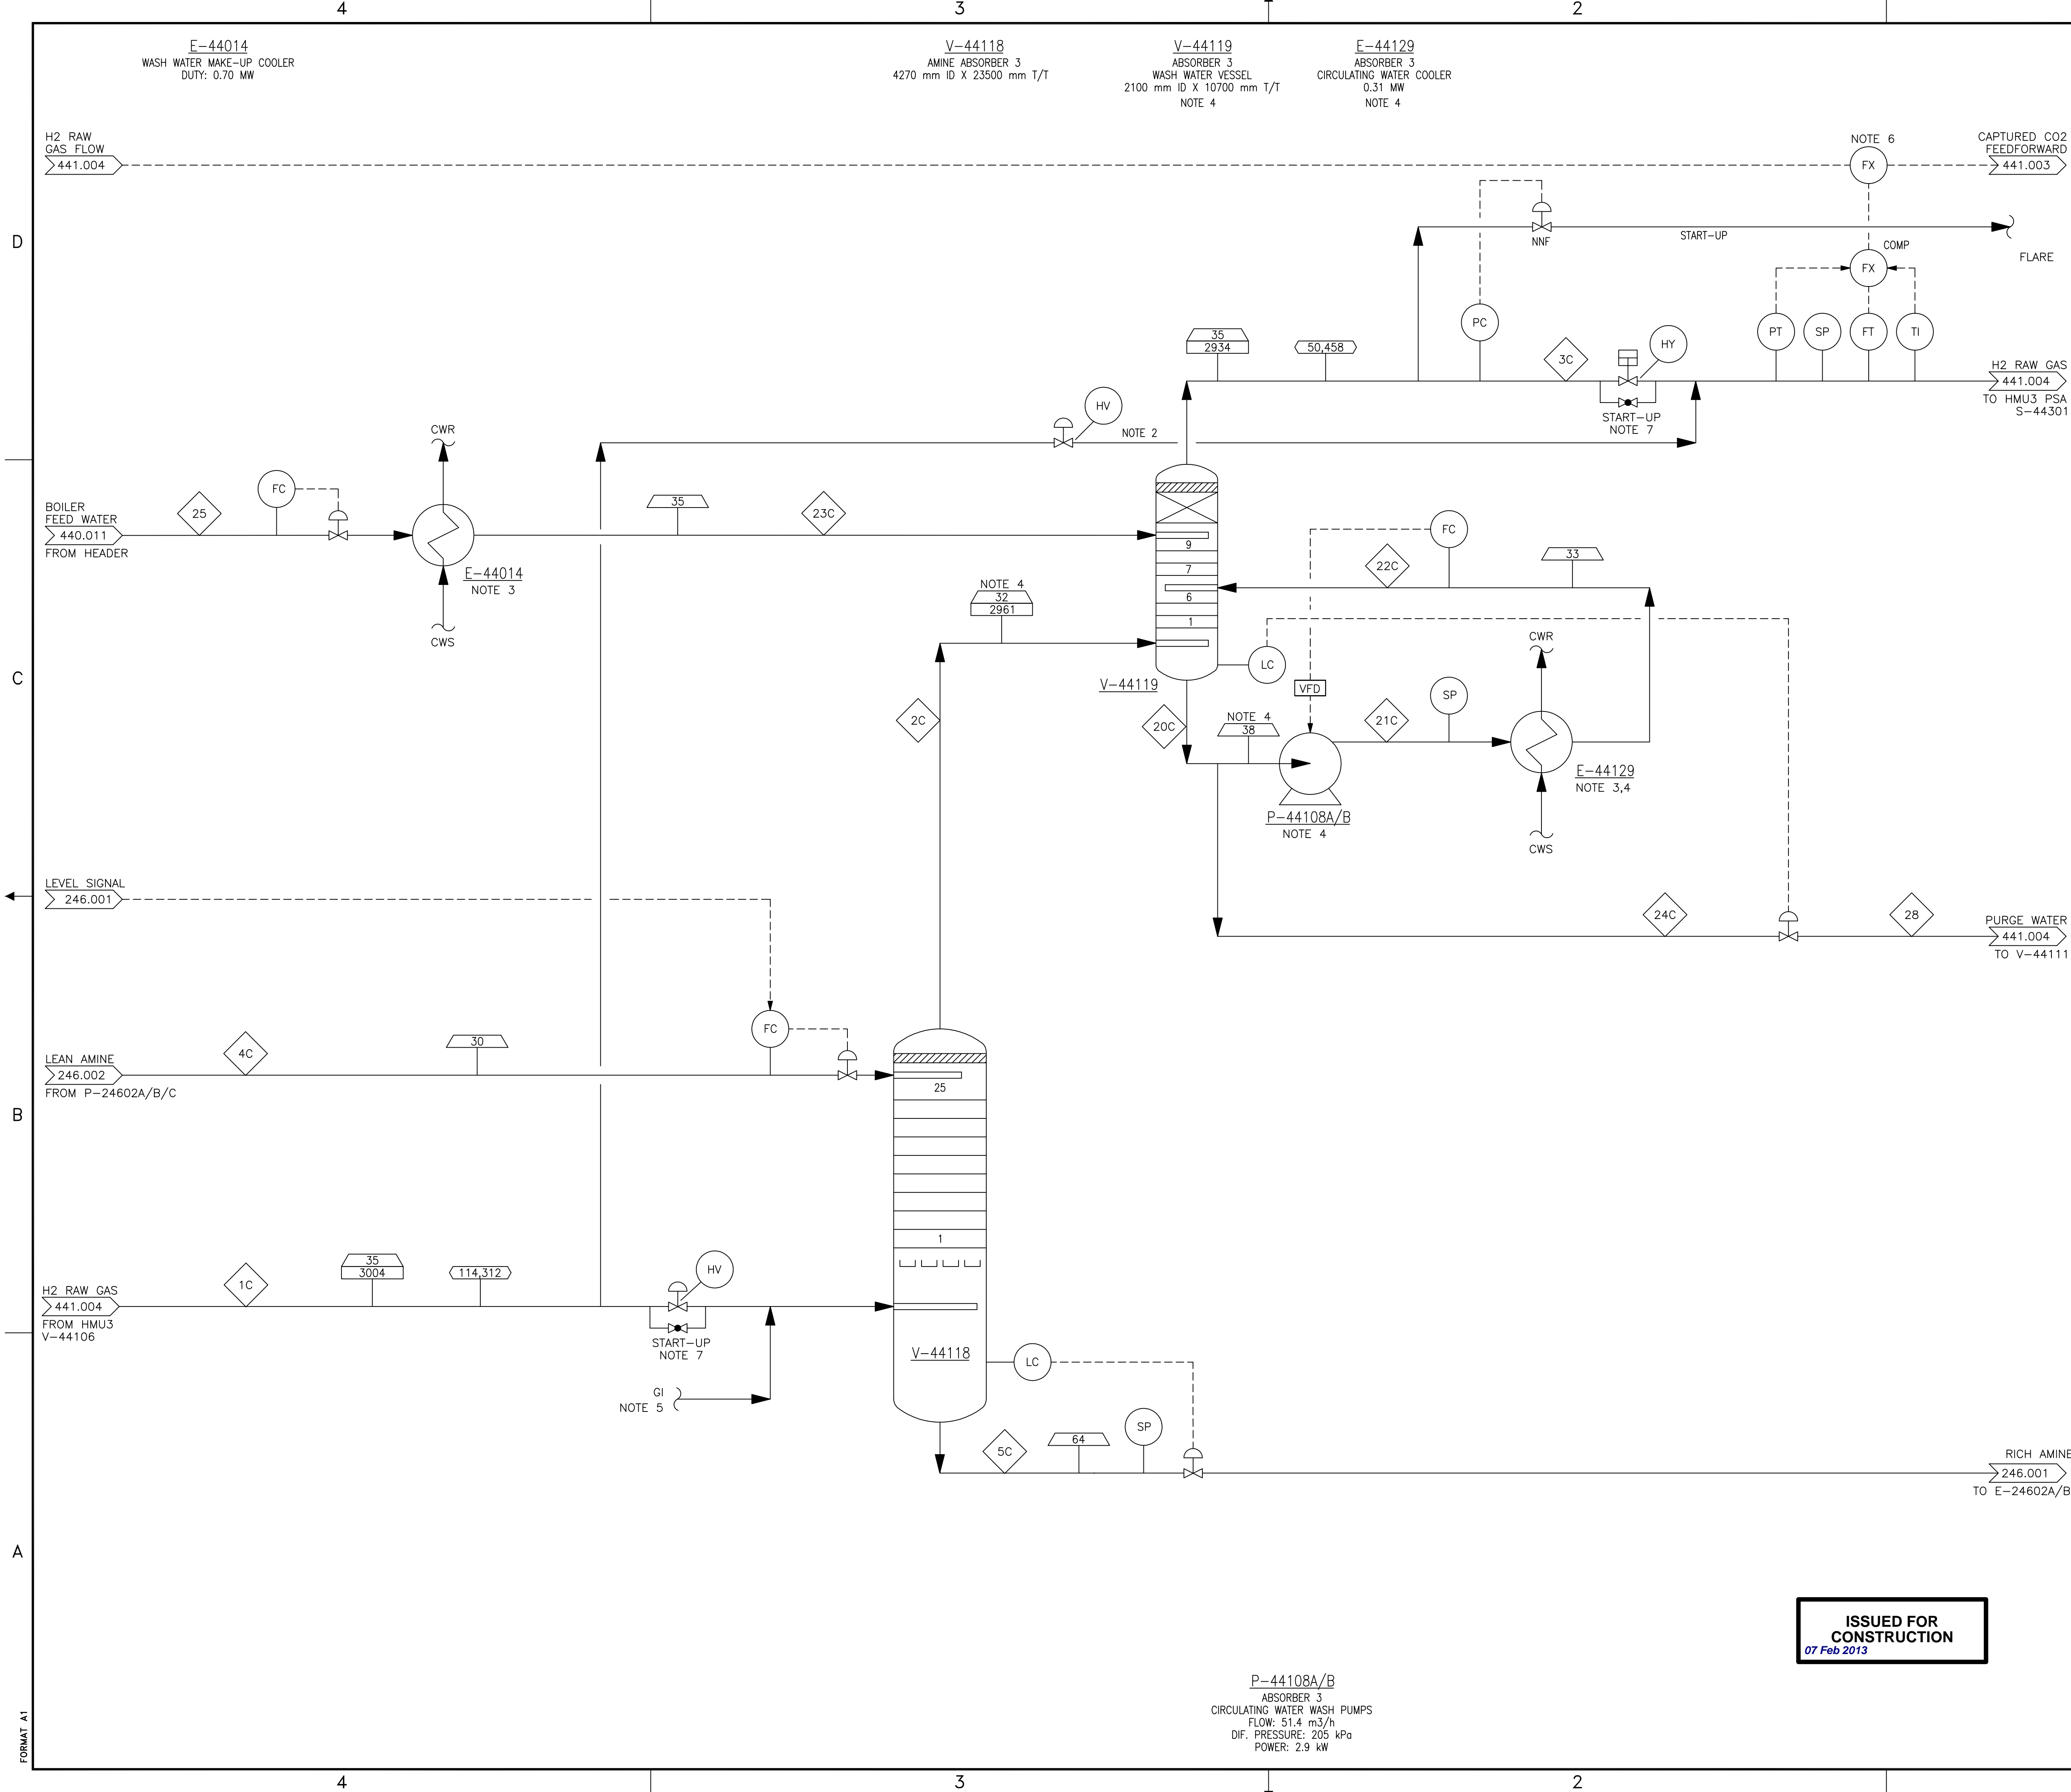 4
3
2
E-44014
WASH WATER MAKE-UP COOLER
DUTY: 0.70 MW
V-44118
AMINE ABSORBER 3
4270 mm ID X 23500 mm T/T
V-44119
ABSORBER 3
WASH WATER VESSEL
2100 mm ID X 10700 mm T/T
NOTE 4
E-44129
ABSORBER 3
CIRCULATING WATER COOLER
0.31 MW
NOTE 4
H2 RAW
GAS FLOW
441.004
NOTE 6
FX
CAPTURED CO2
FEEDFORWARD
441.003
D
NNF
START-UP
FLARE
COMP
FX
PC
PT
SP
FT
TI
35
2934
50,458
3C
HY
START-UP
NOTE 7
H2 RAW GAS
441.004
TO HMU3 PSA
S-44301
HV
NOTE 2
CWR
BOILER
FEED WATER
440.011
FROM HEADER
25
FC
E-44014
NOTE 3
CWS
35
23C
9
7
6
1
FC
22C
33
NOTE 4
32
2961
LC
V-44119
VFD
C
2C
20C
NOTE 4
38
P-44108A/B
NOTE 4
21C
SP
CWR
E-44129
NOTE 3,4
CWS
LEVEL SIGNAL
246.001
24C
28
PURGE WATER
441.004
TO V-44111
LEAN AMINE
246.002
FROM P-24602A/B/C
4C
30
FC
25
B
1
H2 RAW GAS
441.004
FROM HMU3
V-44106
1C
35
3004
114,312
HV
START-UP
NOTE 7
GI
NOTE 5
V-44118
LC
5C
64
SP
RICH AMINE
246.001
TO E-24602A/B
A
ISSUED FOR
CONSTRUCTION
07 Feb 2013
P-44108A/B
ABSORBER 3
CIRCULATING WATER WASH PUMPS
FLOW: 51.4 m3/h
DIF. PRESSURE: 205 kPa
POWER: 2.9 kW
FORMAT A1
4
3
2